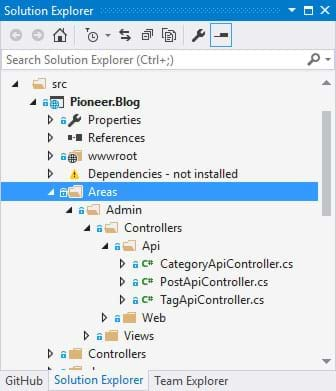 Solution Explorer
Search Solution Explorer (Ctrl+;)
src
Pioneer.Blog
Properties
References
wwwroot
Dependencies - not installed
Areas
Admin
Controllers
Api
C# CategoryApiController.cs
C# PostApiController.cs
C# TagApiController.cs
Web
Views
Controllers
GitHub Solution Explorer Team Explorer